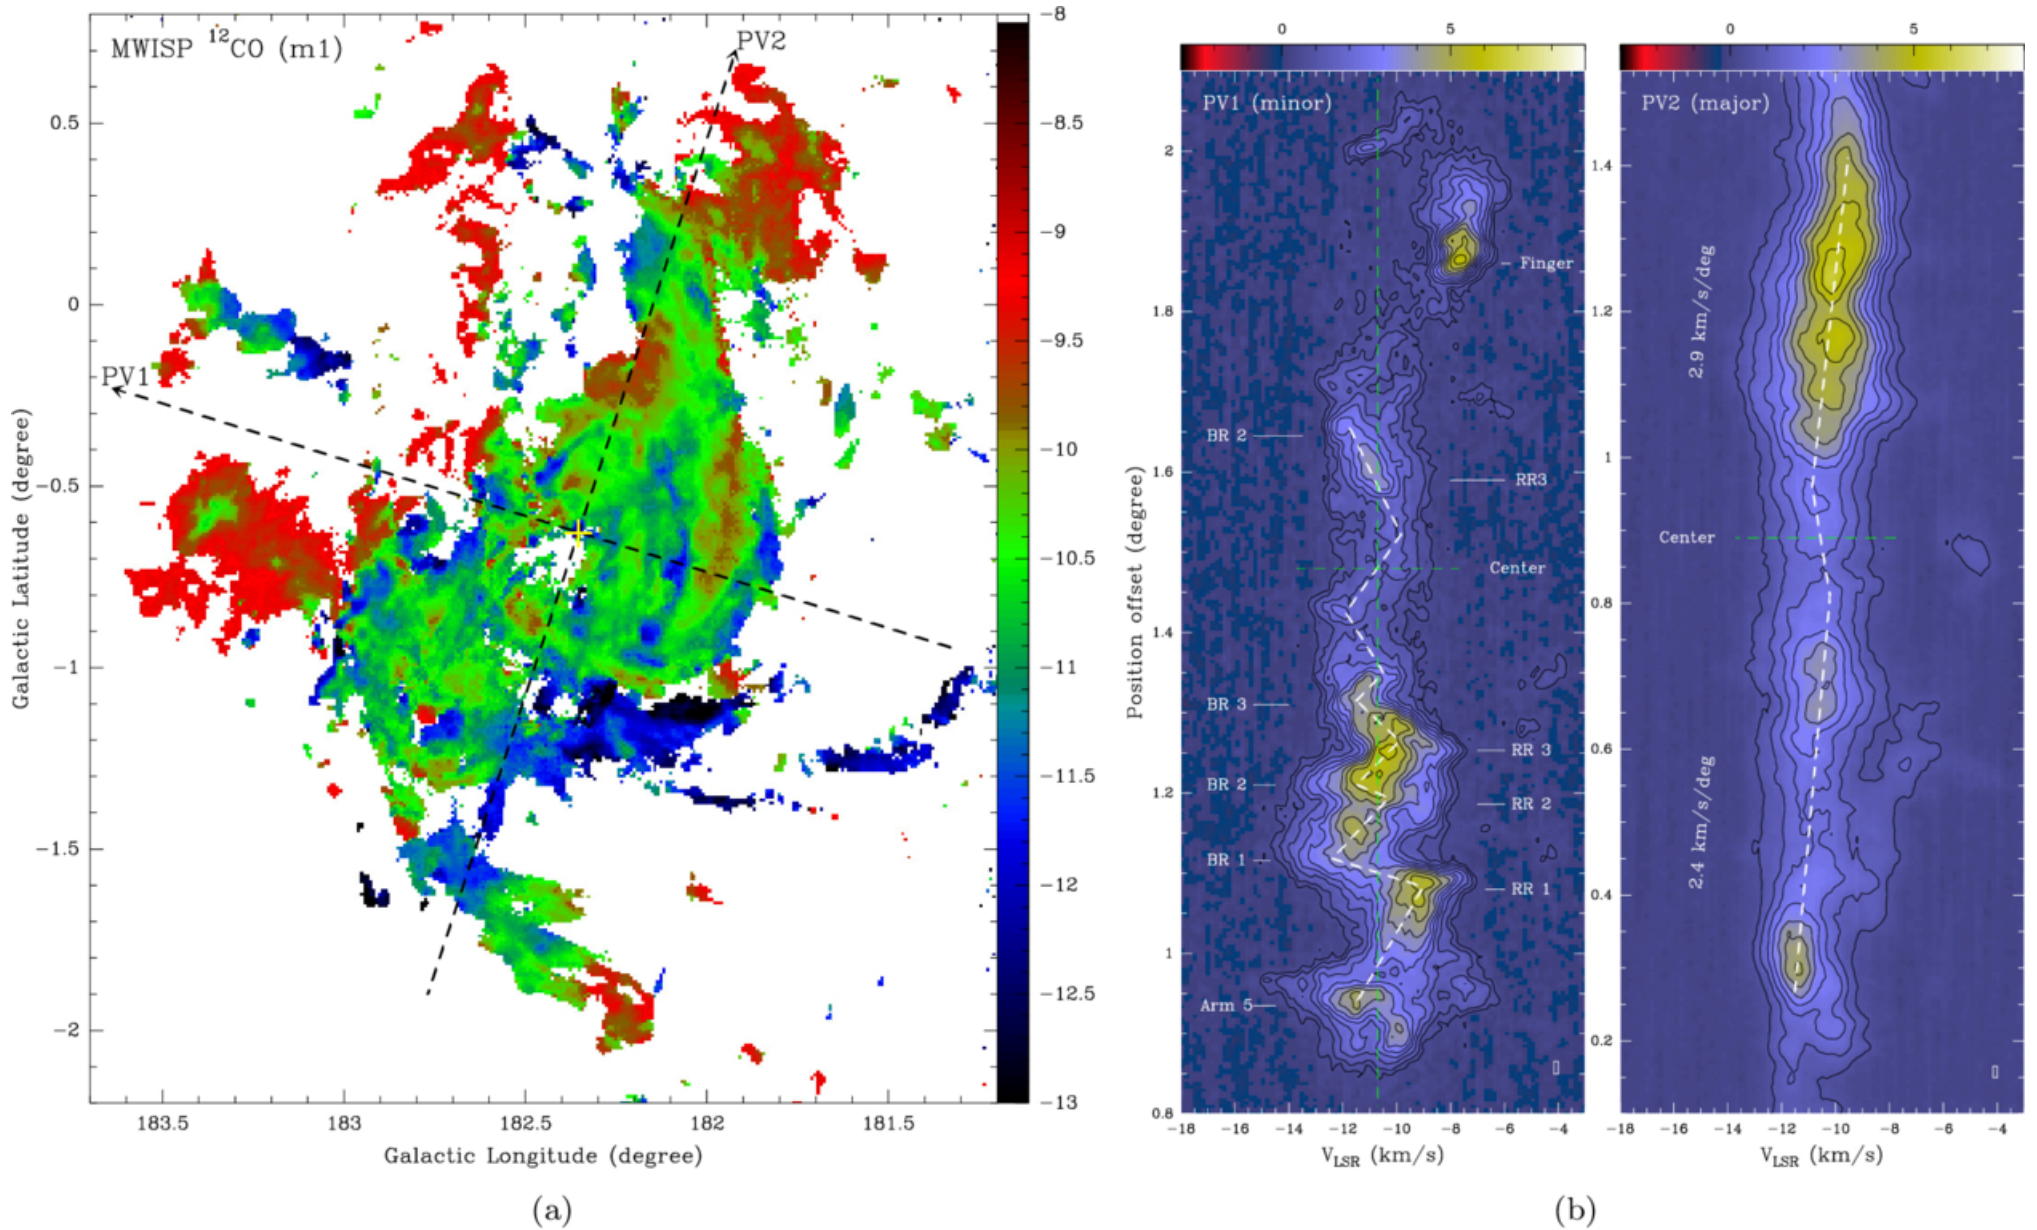 MWISP ¹²CO (m1)
PV2
PV1
0.5
0
−0.5
−1
−1.5
−2
Galactic Latitude (degree)
183.5 183 182.5 182 181.5
Galactic Longitude (degree)
−8
−8.5
−9
−9.5
−10
−10.5
−11
−11.5
−12
−12.5
−13
(a)
0 5
PV1 (minor)
2
1.8
1.6
1.4
1.2
1
0.8
Position offset (degree)
Finger
BR 2
RR3
Center
BR 3
RR 3
BR 2
RR 2
BR 1
RR 1
Arm 5
−18 −16 −14 −12 −10 −8 −6 −4
V_LSR (km/s)
0 5
PV2 (major)
1.4
1.2
1
0.8
0.6
0.4
0.2
2.9 km/s/deg
Center
2.4 km/s/deg
−18 −16 −14 −12 −10 −8 −6 −4
V_LSR (km/s)
(b)